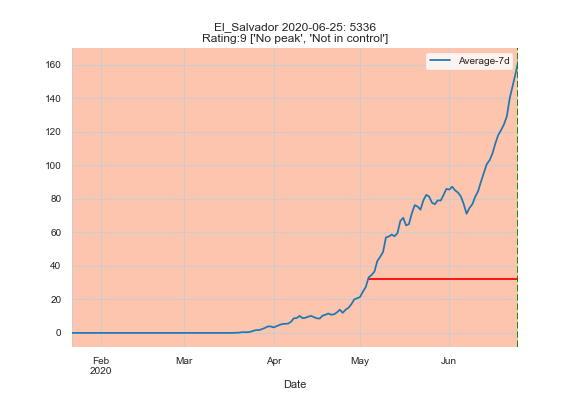 El_Salvador 2020-06-25: 5336
Rating:9 ['No peak', 'Not in control']
Average-7d
160
140
120
100
80
60
40
20
0
Feb
2020
Mar
Apr
May
Jun
Date